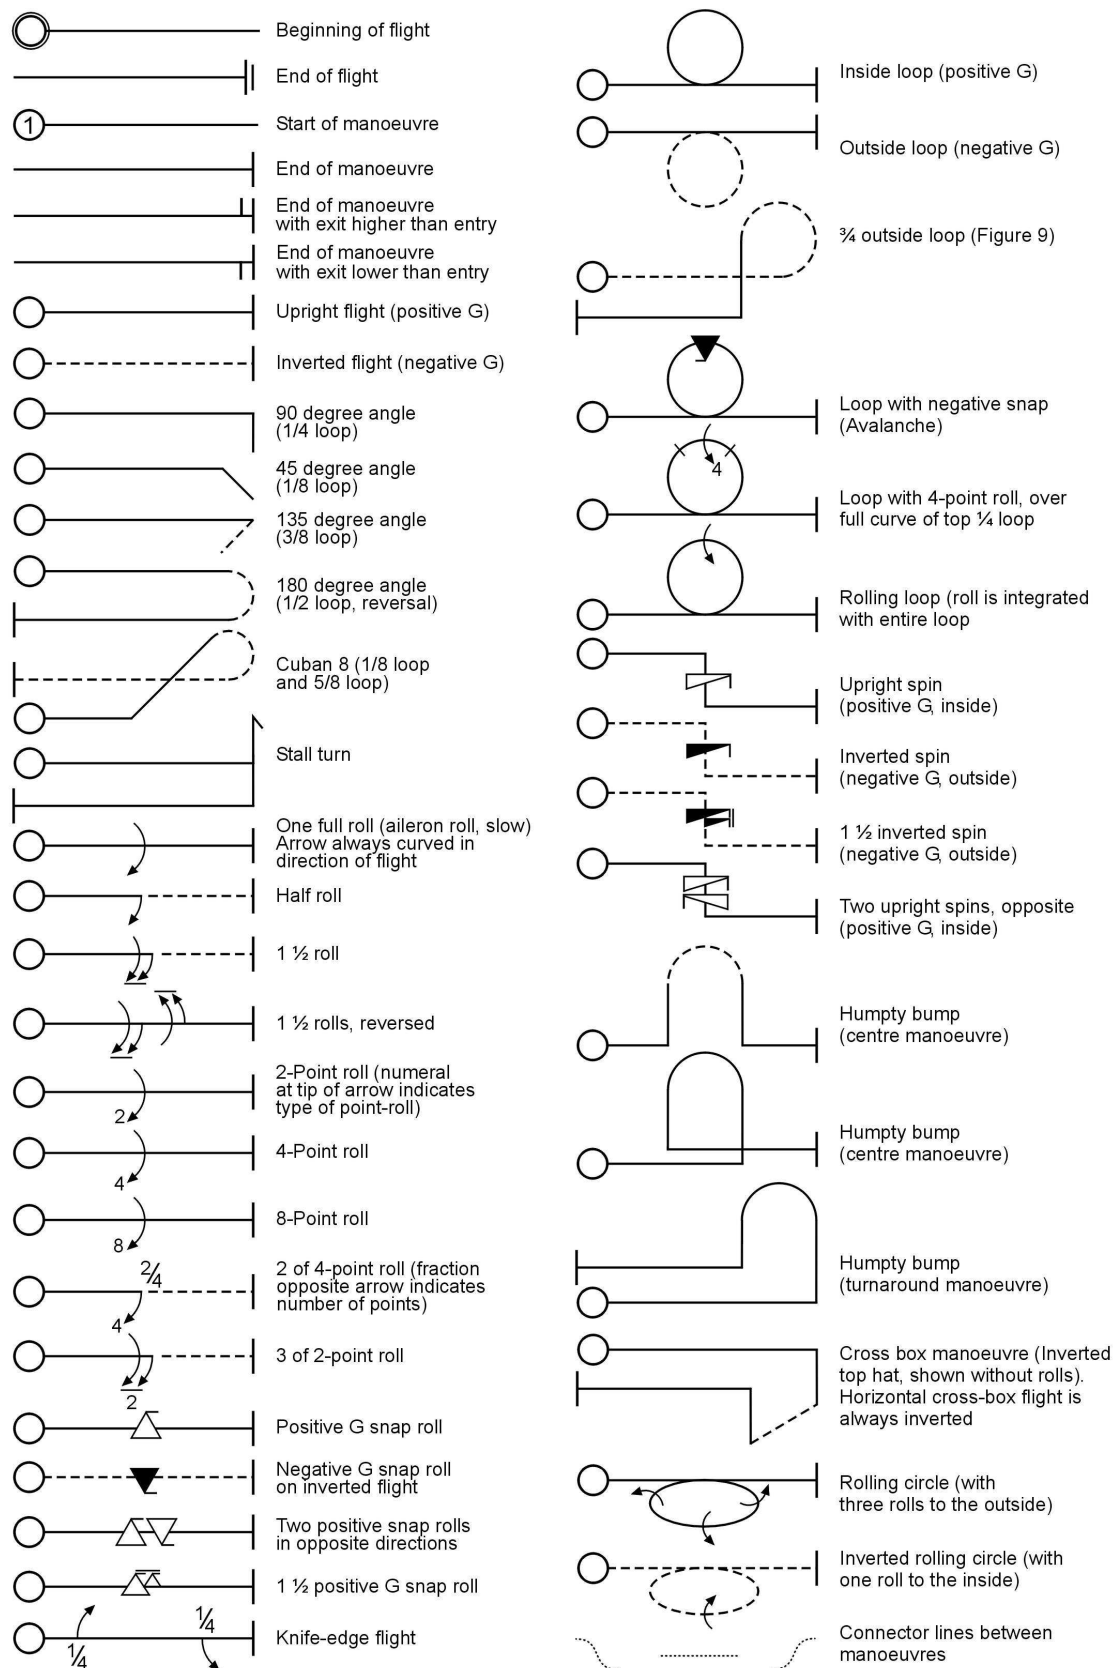 Beginning of flight
End of flight
1
Start of manoeuvre
End of manoeuvre
End of manoeuvre
with exit higher than entry
End of manoeuvre
with exit lower than entry
Upright flight (positive G)
Inverted flight (negative G)
90 degree angle
(1/4 loop)
45 degree angle
(1/8 loop)
135 degree angle
(3/8 loop)
180 degree angle
(1/2 loop, reversal)
Cuban 8 (1/8 loop
and 5/8 loop)
Stall turn
One full roll (aileron roll, slow)
Arrow always curved in
direction of flight
Half roll
1 ½ roll
1 ½ rolls, reversed
2-Point roll (numeral
at tip of arrow indicates
type of point-roll)
2
4-Point roll
4
8-Point roll
8
2/4
2 of 4-point roll (fraction
opposite arrow indicates
number of points)
4
3 of 2-point roll
2
Positive G snap roll
Negative G snap roll
on inverted flight
Two positive snap rolls
in opposite directions
1 ½ positive G snap roll
¼
¼
Knife-edge flight
Inside loop (positive G)
Outside loop (negative G)
¾ outside loop (Figure 9)
Loop with negative snap
(Avalanche)
4
Loop with 4-point roll, over
full curve of top ¼ loop
Rolling loop (roll is integrated
with entire loop
Upright spin
(positive G, inside)
Inverted spin
(negative G, outside)
1 ½ inverted spin
(negative G, outside)
Two upright spins, opposite
(positive G, inside)
Humpty bump
(centre manoeuvre)
Humpty bump
(centre manoeuvre)
Humpty bump
(turnaround manoeuvre)
Cross box manoeuvre (Inverted
top hat, shown without rolls).
Horizontal cross-box flight is
always inverted
Rolling circle (with
three rolls to the outside)
Inverted rolling circle (with
one roll to the inside)
Connector lines between
manoeuvres